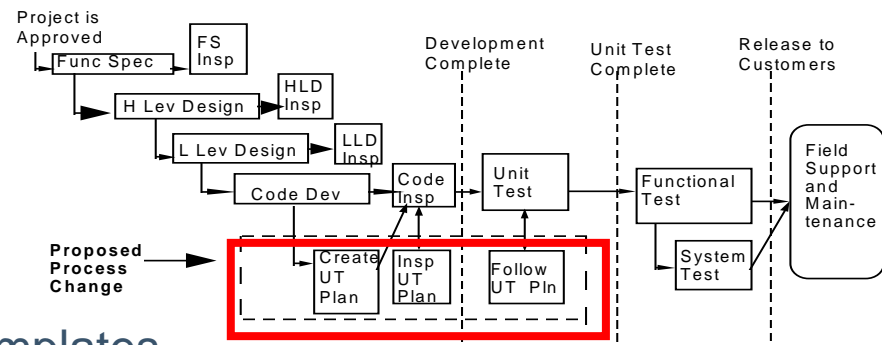 Project is
Approved
FS
Insp
Func Spec
Development
Complete
Unit Test
Complete
Release to
Customers
HLD
Insp
H Lev Design
LLD
Insp
L Lev Design
Code Dev
Code
Insp
Unit
Test
Functional
Test
Field
Support
and
Main-
tenance
Proposed
Process
Change
Create
UT
Plan
Insp
UT
Plan
Follow
UT Pln
System
Test